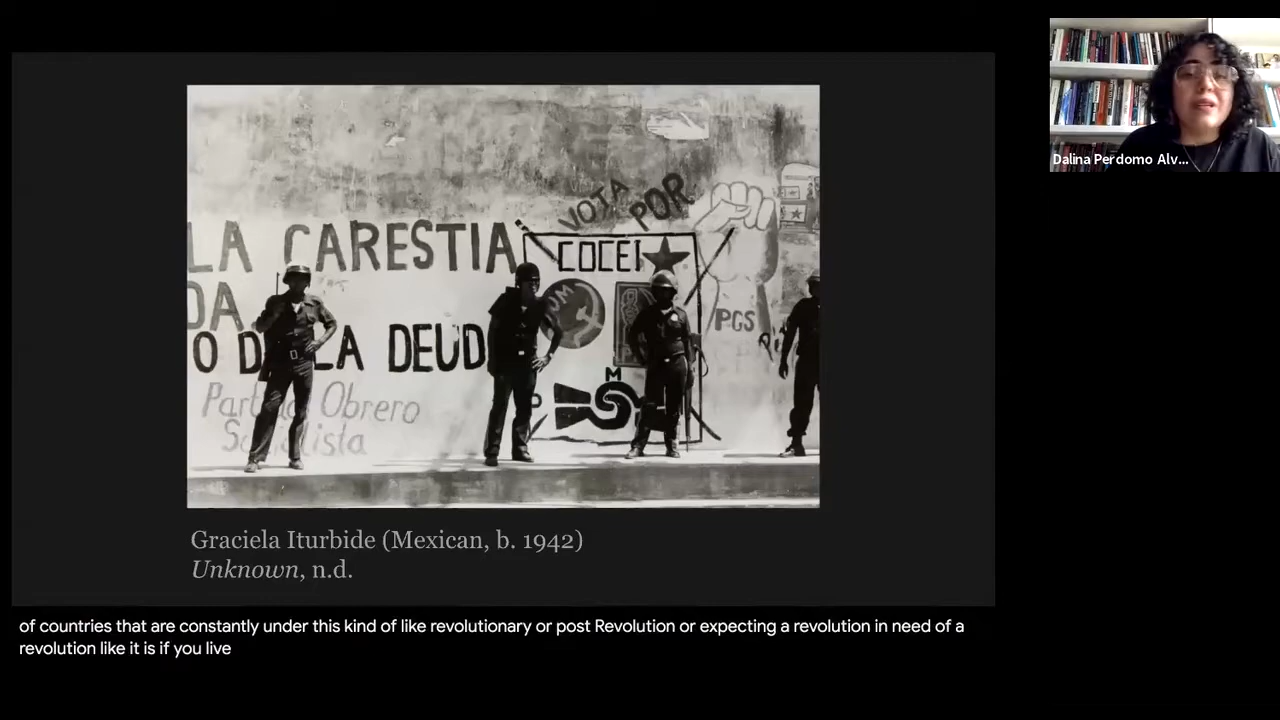 Dalina Perdomo Alv...
VOTA
POR
LA CARESTIA
COCEI
DA
UM
PGS
O D LA DEUD
M
Partido Obrero
Socialista
Graciela Iturbide (Mexican, b. 1942)
Unknown, n.d.
of countries that are constantly under this kind of like revolutionary or post Revolution or expecting a revolution in need of a
revolution like it is if you live